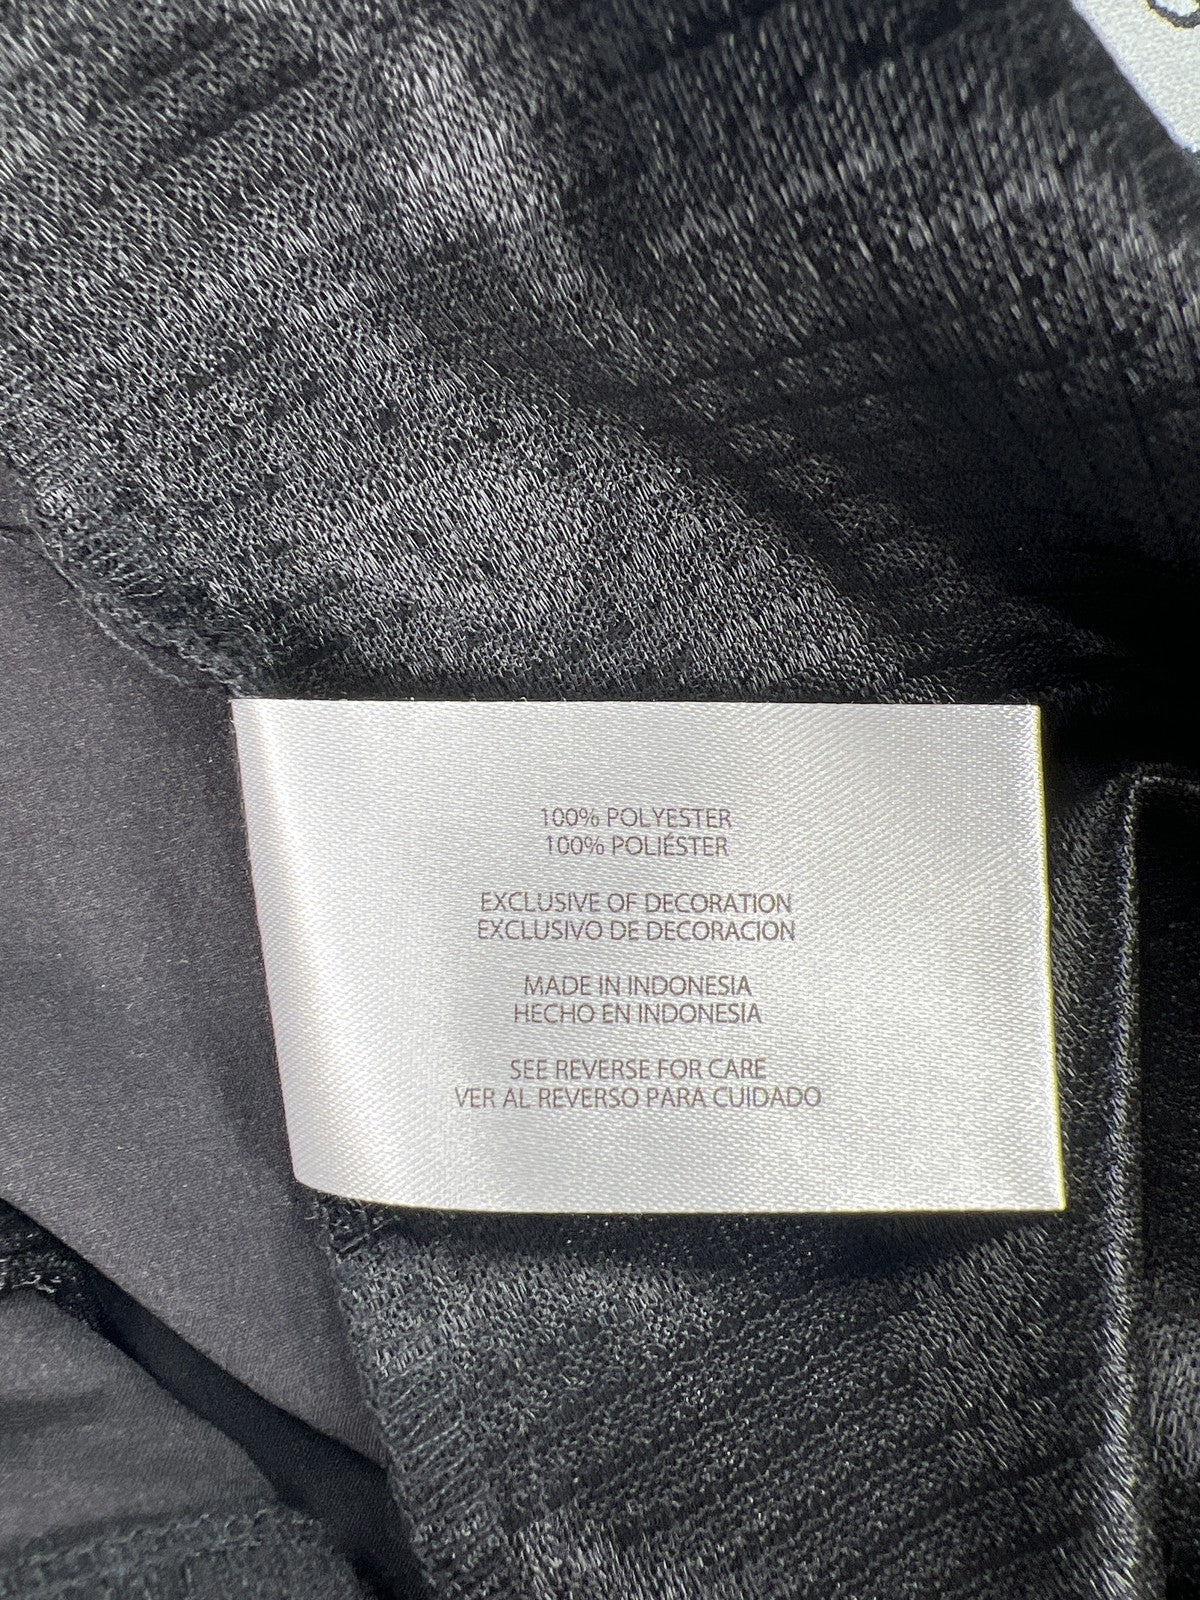 100% POLYESTER
100% POLIÉSTER
EXCLUSIVE OF DECORATION
EXCLUSIVO DE DECORACION
MADE IN INDONESIA
HECHO EN INDONESIA
SEE REVERSE FOR CARE
VER AL REVERSO PARA CUIDADO